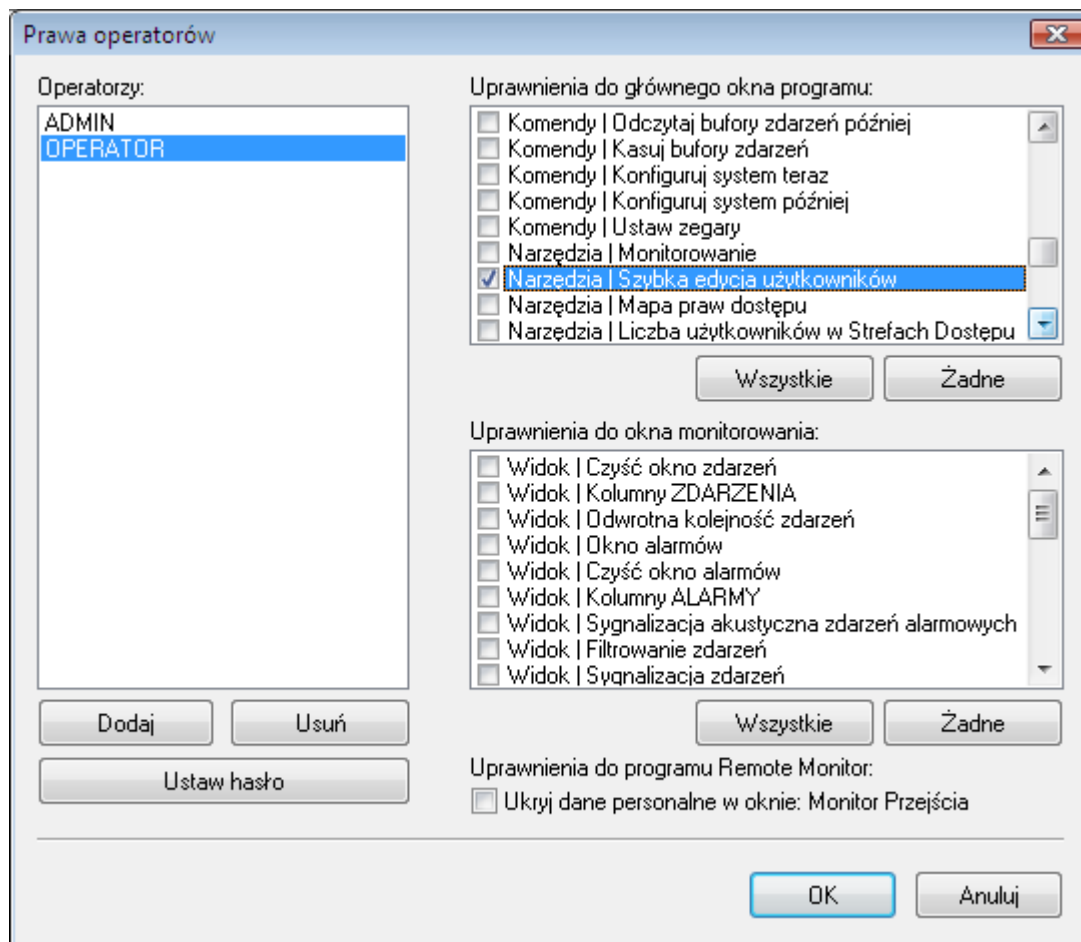 Prawa operatorów
Operatorzy:
ADMIN
OPERATOR
Dodaj
Usuń
Ustaw hasło
Uprawnienia do głównego okna programu:
Komendy | Odczytaj bufory zdarzeń później
Komendy | Kasuj bufory zdarzeń
Komendy | Konfiguruj system teraz
Komendy | Konfiguruj system później
Komendy | Ustaw zegary
Narzędzia | Monitorowanie
Narzędzia | Szybka edycja użytkowników
Narzędzia | Mapa praw dostępu
Narzędzia | Liczba użytkowników w Strefach Dostępu
Wszystkie
Żadne
Uprawnienia do okna monitorowania:
Widok | Czyść okno zdarzeń
Widok | Kolumny ZDARZENIA
Widok | Odwrotna kolejność zdarzeń
Widok | Okno alarmów
Widok | Czyść okno alarmów
Widok | Kolumny ALARMY
Widok | Sygnalizacja akustyczna zdarzeń alarmowych
Widok | Filtrowanie zdarzeń
Widok | Sygnalizacja zdarzeń
Wszystkie
Żadne
Uprawnienia do programu Remote Monitor:
Ukryj dane personalne w oknie: Monitor Przejścia
OK
Anuluj